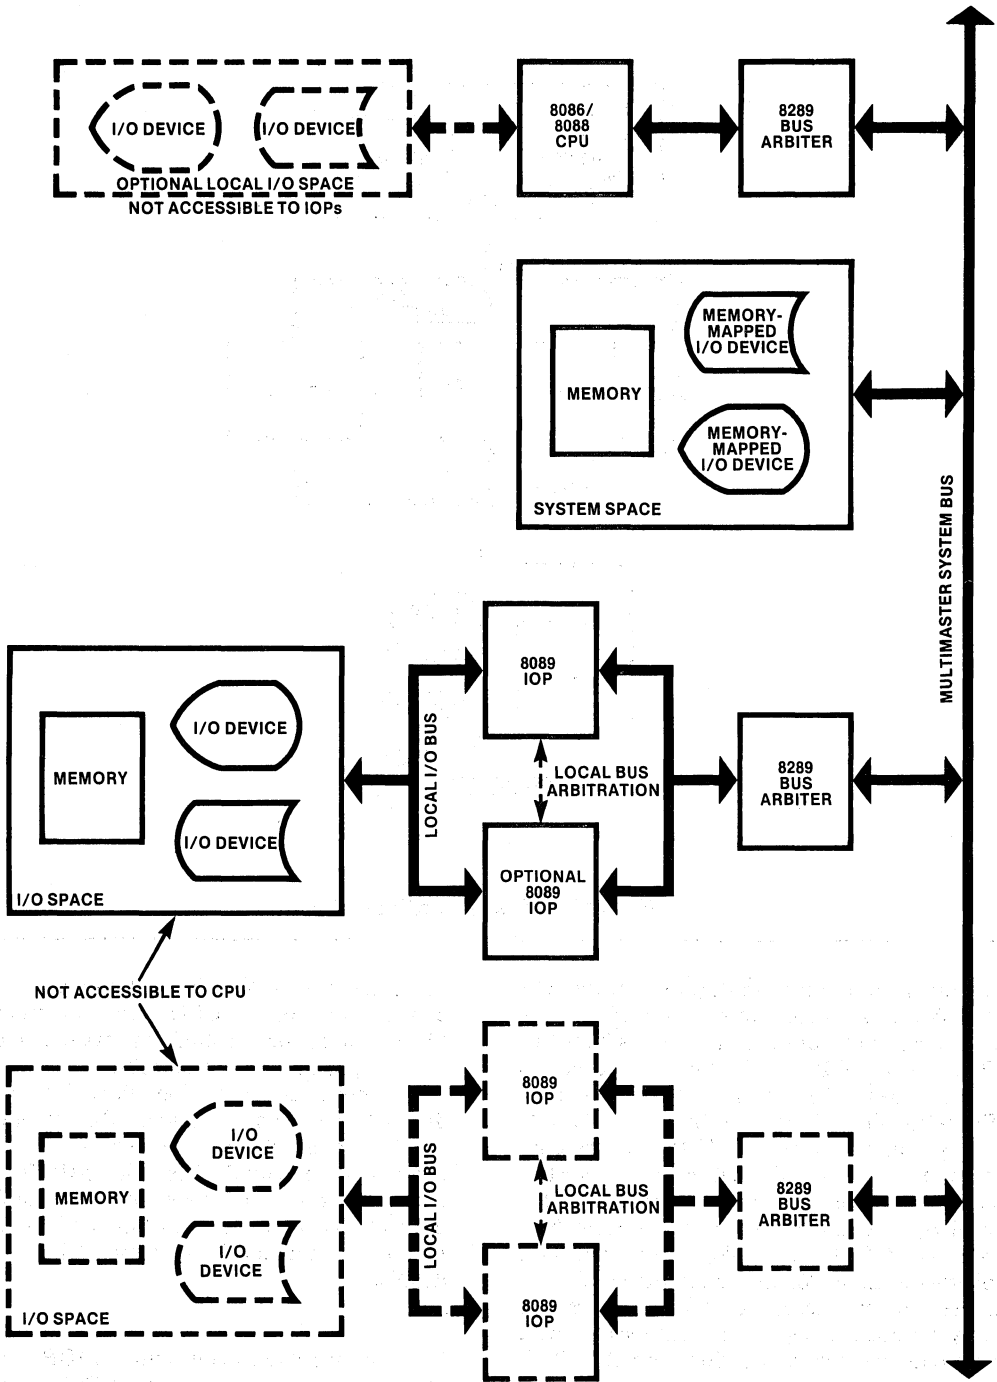 I/O DEVICE
I/O DEVICE
OPTIONAL LOCAL I/O SPACE
NOT ACCESSIBLE TO IOPs
8086/
8088
CPU
8289
BUS
ARBITER
MEMORY
MEMORY-
MAPPED
I/O DEVICE
MEMORY-
MAPPED
I/O DEVICE
SYSTEM SPACE
MULTIMASTER SYSTEM BUS
MEMORY
I/O DEVICE
I/O DEVICE
I/O SPACE
LOCAL I/O BUS
8089
IOP
LOCAL BUS
ARBITRATION
OPTIONAL
8089
IOP
8289
BUS
ARBITER
NOT ACCESSIBLE TO CPU
MEMORY
I/O
DEVICE
I/O
DEVICE
I/O SPACE
LOCAL I/O BUS
8089
IOP
LOCAL BUS
ARBITRATION
8089
IOP
8289
BUS
ARBITER